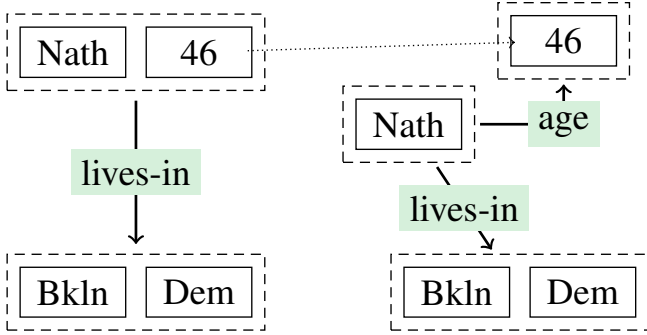 Nath 46
lives-in
Bkln Dem
46
Nath
age
lives-in
Bkln Dem